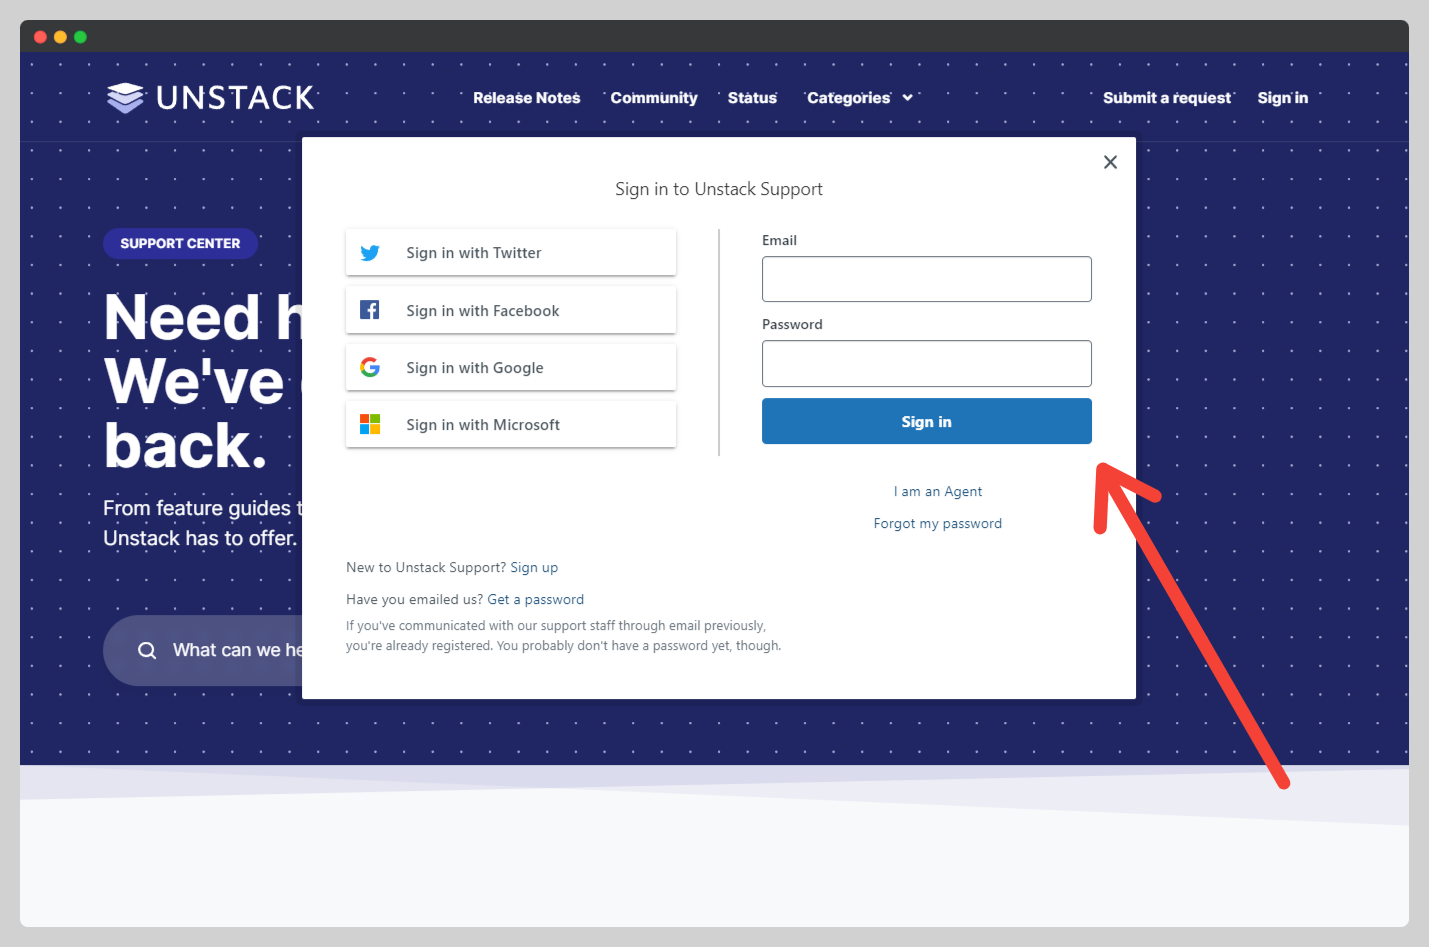 UNSTACK
Release Notes
Community
Status
Categories
Submit a request
Sign in
Sign in to Unstack Support
Sign in with Twitter
Sign in with Facebook
Sign in with Google
Sign in with Microsoft
Email
Password
Sign in
I am an Agent
Forgot my password
New to Unstack Support? Sign up
Have you emailed us? Get a password
If you've communicated with our support staff through email previously,
you're already registered. You probably don't have a password yet, though.
SUPPORT CENTER
Need h
We've
back.
From feature guides t
Unstack has to offer.
What can we he